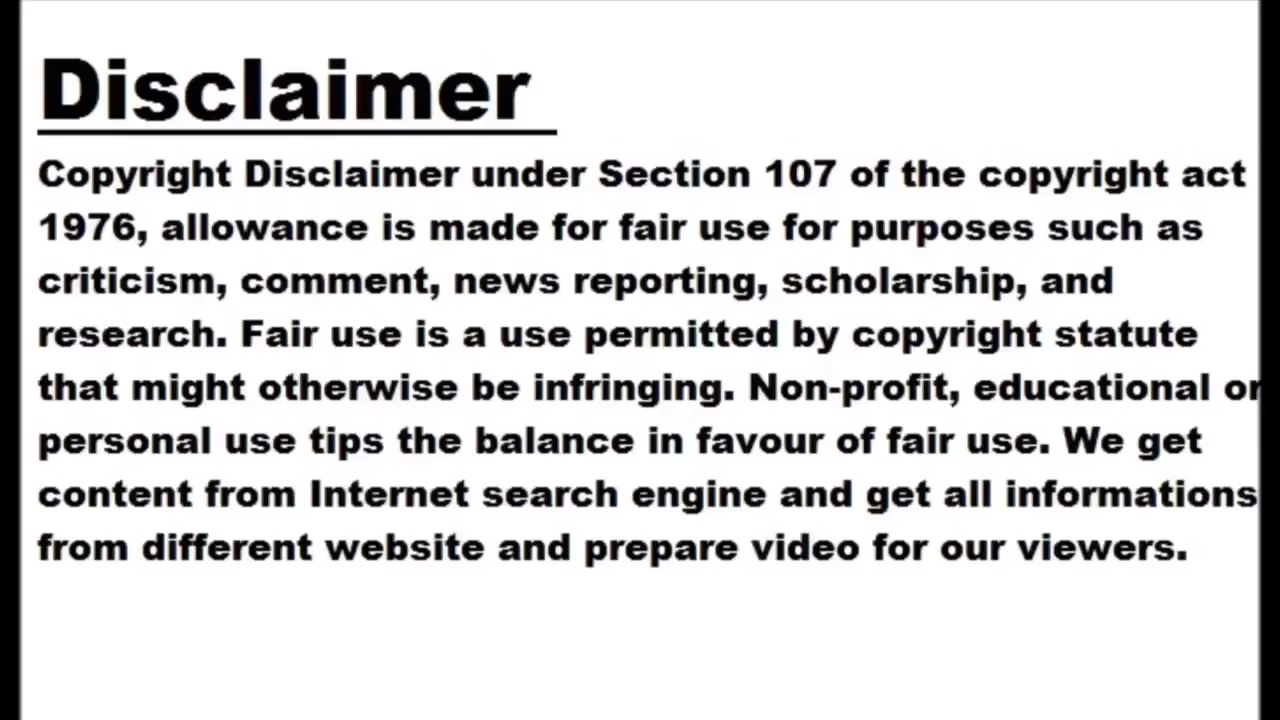 Disclaimer
Copyright Disclaimer under Section 107 of the copyright act
1976, allowance is made for fair use for purposes such as
criticism, comment, news reporting, scholarship, and
research. Fair use is a use permitted by copyright statute
that might otherwise be infringing. Non-profit, educational or
personal use tips the balance in favour of fair use. We get
content from Internet search engine and get all informations
from different website and prepare video for our viewers.